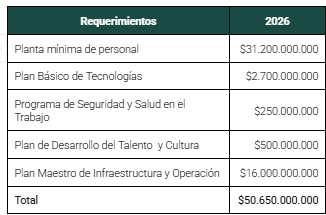 Requerimientos 2026
Planta mínima de personal $31.200.000.000
Plan Básico de Tecnologías $2.700.000.000
Programa de Seguridad y Salud en el
Trabajo $250.000.000
Plan de Desarrollo del Talento y Cultura $500.000.000
Plan Maestro de Infraestructura y Operación $16.000.000.000
Total $50.650.000.000